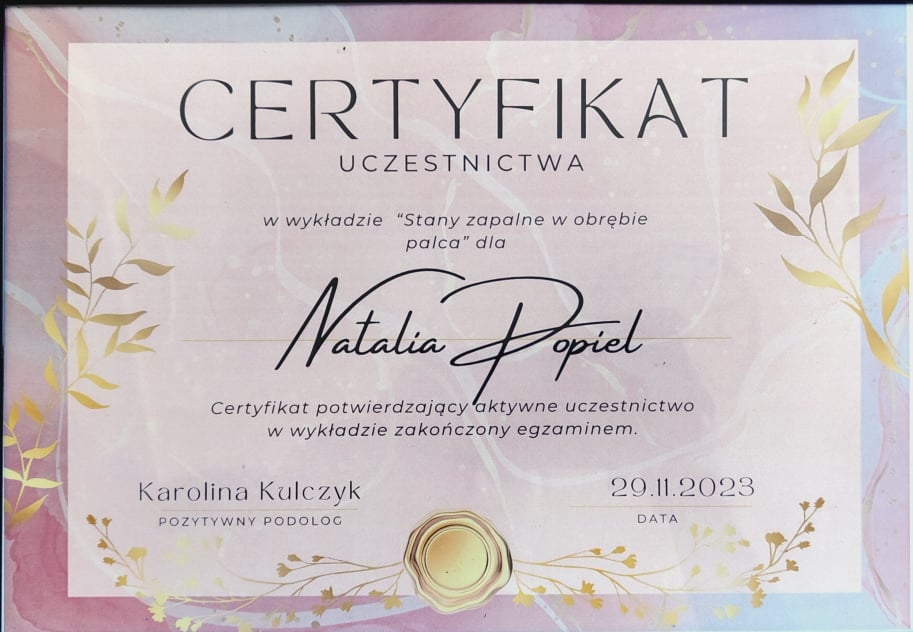 CERTYFIKAT
UCZESTNICTWA
w wykładzie “Stany zapalne w obrębie
palca” dla
Natalia Popiel
Certyfikat potwierdzający aktywne uczestnictwo
w wykładzie zakończony egzaminem.
Karolina Kulczyk
POZYTYWNY PODOLOG
29.11.2023
DATA